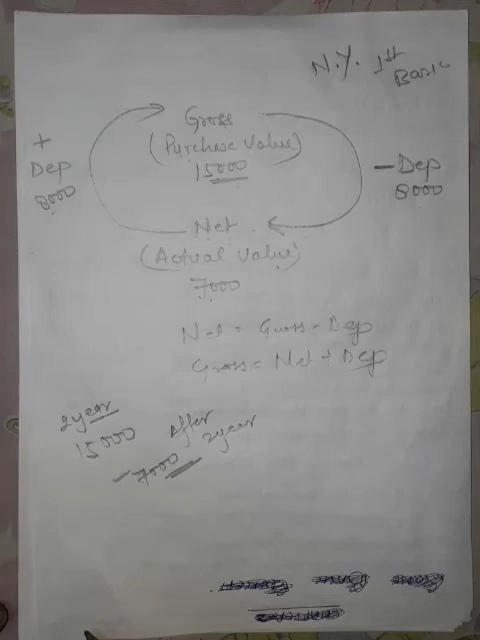 N.Y. 1st
Basic
Gross
(Purchase Value)
15000
+
Dep
8000
- Dep
8000
Net
(Actual Value)
7000
Net = Gross - Dep
Gross = Net + Dep
2year
15000
After
2year
- 7000